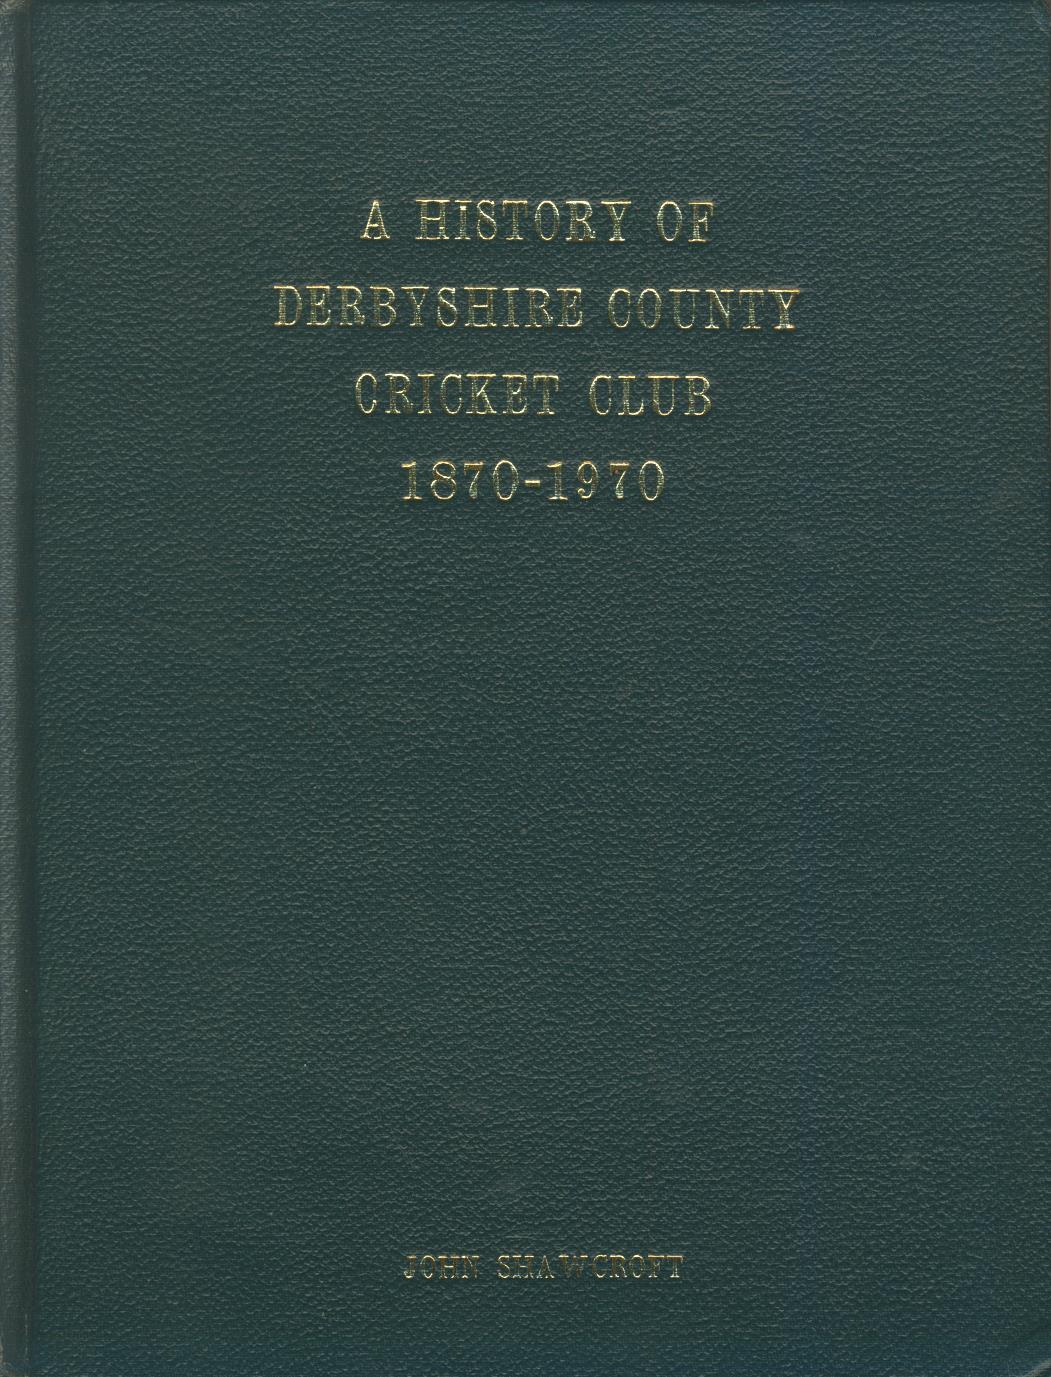 A HISTORY OF
DERBYSHIRE COUNTY
CRICKET CLUB
1870-1970
JOHN SHAWCROFT